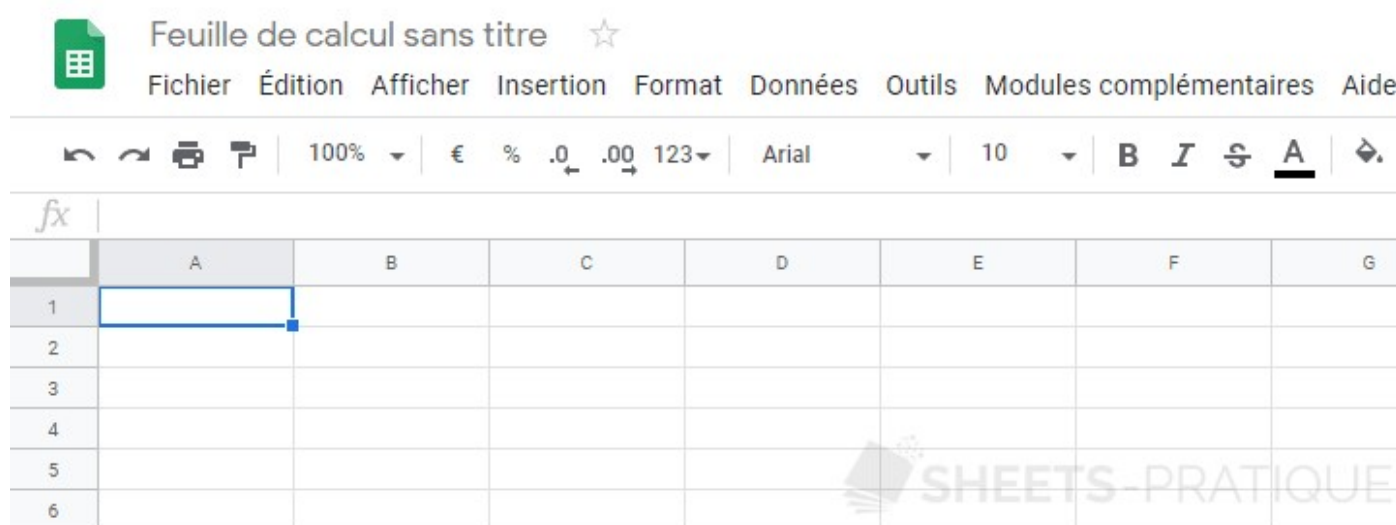 Feuille de calcul sans titre
Fichier Édition Afficher Insertion Format Données Outils Modules complémentaires Aide
100% € % .0 .00 123 Arial 10 B I S A
fx
A B C D E F G
1
2
3
4
5
6
SHEETS-PRATIQUE